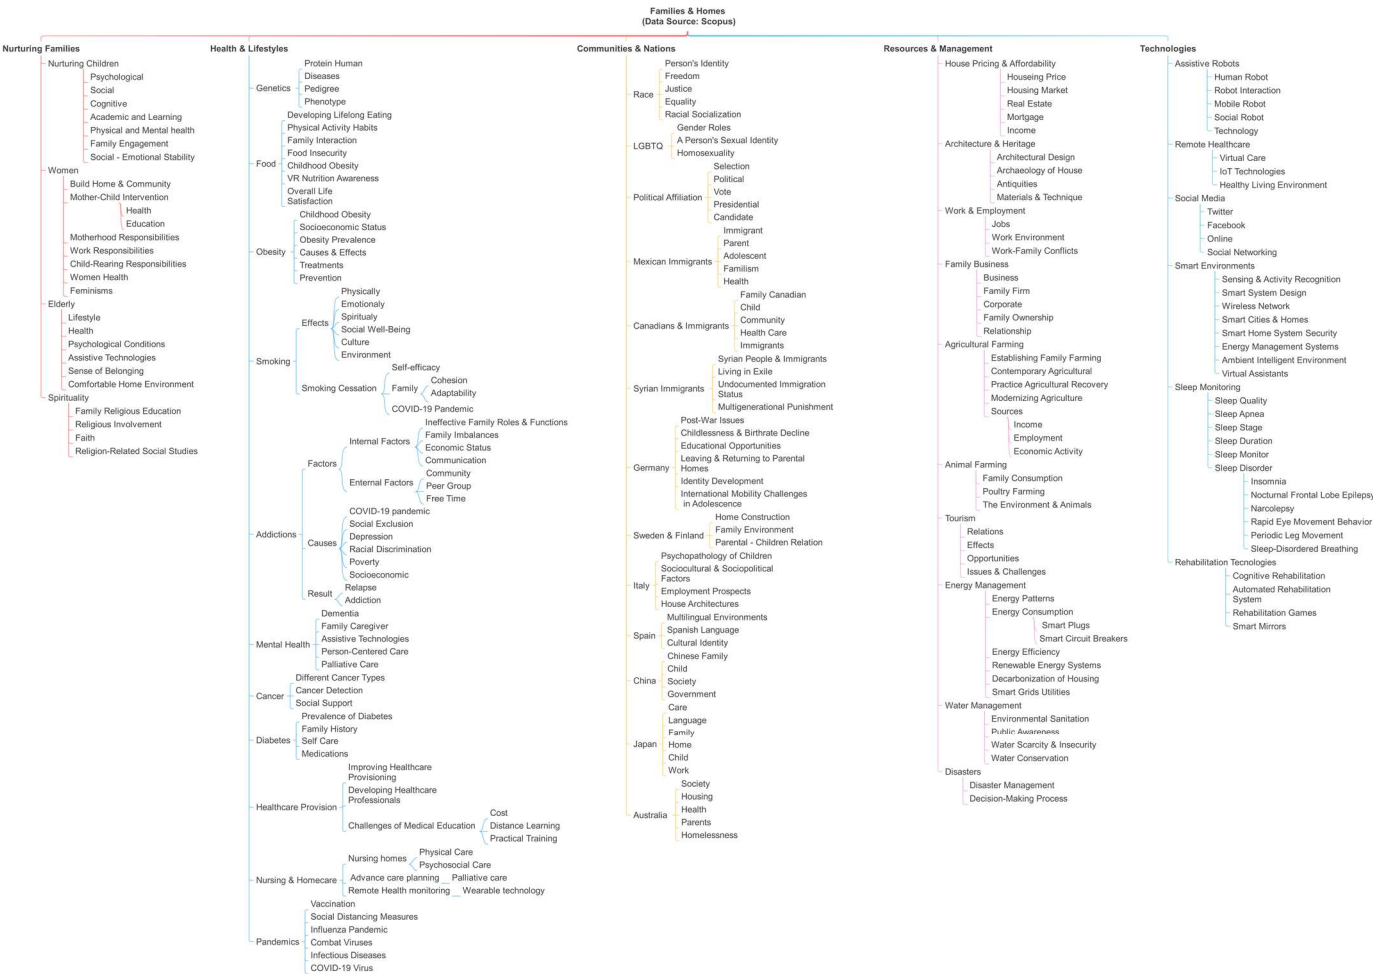 Families & Homes
(Data Source: Scopus)
Nurturing Families
Nurturing Children
Psychological
Social
Cognitive
Academic and Learning
Physical and Mental health
Family Engagement
Social - Emotional Stability
Women
Build Home & Community
Mother-Child Intervention
Health
Education
Motherhood Responsibilities
Work Responsibilities
Child-Rearing Responsibilities
Women Health
Feminisms
Elderly
Lifestyle
Health
Psychological Conditions
Assistive Technologies
Sense of Belonging
Comfortable Home Environment
Spirituality
Family Religious Education
Religious Involvement
Faith
Religion-Related Social Studies
Health & Lifestyles
Genetics
Protein Human
Diseases
Pedigree
Phenotype
Food
Developing Lifelong Eating
Physical Activity Habits
Family Interaction
Food Insecurity
Childhood Obesity
VR Nutrition Awareness
Overall Life
Satisfaction
Obesity
Childhood Obesity
Socioeconomic Status
Obesity Prevalence
Causes & Effects
Treatments
Prevention
Smoking
Effects
Physically
Emotionaly
Spiritualy
Social Well-Being
Culture
Environment
Smoking Cessation
Self-efficacy
Family
Cohesion
Adaptability
COVID-19 Pandemic
Addictions
Factors
Internal Factors
Ineffective Family Roles & Functions
Family Imbalances
Economic Status
Communication
Enternal Factors
Community
Peer Group
Free Time
Causes
COVID-19 pandemic
Social Exclusion
Depression
Racial Discrimination
Poverty
Socioeconomic
Result
Relapse
Addiction
Mental Health
Dementia
Family Caregiver
Assistive Technologies
Person-Centered Care
Palliative Care
Cancer
Different Cancer Types
Cancer Detection
Social Support
Diabetes
Prevalence of Diabetes
Family History
Self Care
Medications
Healthcare Provision
Improving Healthcare
Provisioning
Developing Healthcare
Professionals
Challenges of Medical Education
Cost
Distance Learning
Practical Training
Nursing & Homecare
Nursing homes
Physical Care
Psychosocial Care
Advance care planning
Palliative care
Remote Health monitoring
Wearable technology
Pandemics
Vaccination
Social Distancing Measures
Influenza Pandemic
Combat Viruses
Infectious Diseases
COVID-19 Virus
Communities & Nations
Race
Person's Identity
Freedom
Justice
Equality
Racial Socialization
LGBTQ
Gender Roles
A Person's Sexual Identity
Homosexuality
Political Affiliation
Selection
Political
Vote
Presidential
Candidate
Mexican Immigrants
Immigrant
Parent
Adolescent
Familism
Health
Canadians & Immigrants
Family Canadian
Child
Community
Health Care
Immigrants
Syrian Immigrants
Syrian People & Immigrants
Living in Exile
Undocumented Immigration
Status
Multigenerational Punishment
Germany
Post-War Issues
Childlessness & Birthrate Decline
Educational Opportunities
Leaving & Returning to Parental
Homes
Identity Development
International Mobility Challenges
in Adolescence
Sweden & Finland
Home Construction
Family Environment
Parental - Children Relation
Italy
Psychopathology of Children
Sociocultural & Sociopolitical
Factors
Employment Prospects
House Architectures
Spain
Multilingual Environments
Spanish Language
Cultural Identity
China
Chinese Family
Child
Society
Government
Japan
Care
Language
Family
Home
Child
Work
Australia
Society
Housing
Health
Parents
Homelessness
Resources & Management
House Pricing & Affordability
Houseing Price
Housing Market
Real Estate
Mortgage
Income
Architecture & Heritage
Architectural Design
Archaeology of House
Antiquities
Materials & Technique
Work & Employment
Jobs
Work Environment
Work-Family Conflicts
Family Business
Business
Family Firm
Corporate
Family Ownership
Relationship
Agricultural Farming
Establishing Family Farming
Contemporary Agricultural
Practice Agricultural Recovery
Modernizing Agriculture
Sources
Income
Employment
Economic Activity
Animal Farming
Family Consumption
Poultry Farming
The Environment & Animals
Tourism
Relations
Effects
Opportunities
Issues & Challenges
Energy Management
Energy Patterns
Energy Consumption
Smart Plugs
Smart Circuit Breakers
Energy Efficiency
Renewable Energy Systems
Decarbonization of Housing
Smart Grids Utilities
Water Management
Environmental Sanitation
Public Awareness
Water Scarcity & Insecurity
Water Conservation
Disasters
Disaster Management
Decision-Making Process
Technologies
Assistive Robots
Human Robot
Robot Interaction
Mobile Robot
Social Robot
Technology
Remote Healthcare
Virtual Care
IoT Technologies
Healthy Living Environment
Social Media
Twitter
Facebook
Online
Social Networking
Smart Environments
Sensing & Activity Recognition
Smart System Design
Wireless Network
Smart Cities & Homes
Smart Home System Security
Energy Management Systems
Ambient Intelligent Environment
Virtual Assistants
Sleep Monitoring
Sleep Quality
Sleep Apnea
Sleep Stage
Sleep Duration
Sleep Monitor
Sleep Disorder
Insomnia
Nocturnal Frontal Lobe Epilepsy
Narcolepsy
Rapid Eye Movement Behavior
Periodic Leg Movement
Sleep-Disordered Breathing
Rehabilitation Tecnologies
Cognitive Rehabilitation
Automated Rehabilitation
System
Rehabilitation Games
Smart Mirrors